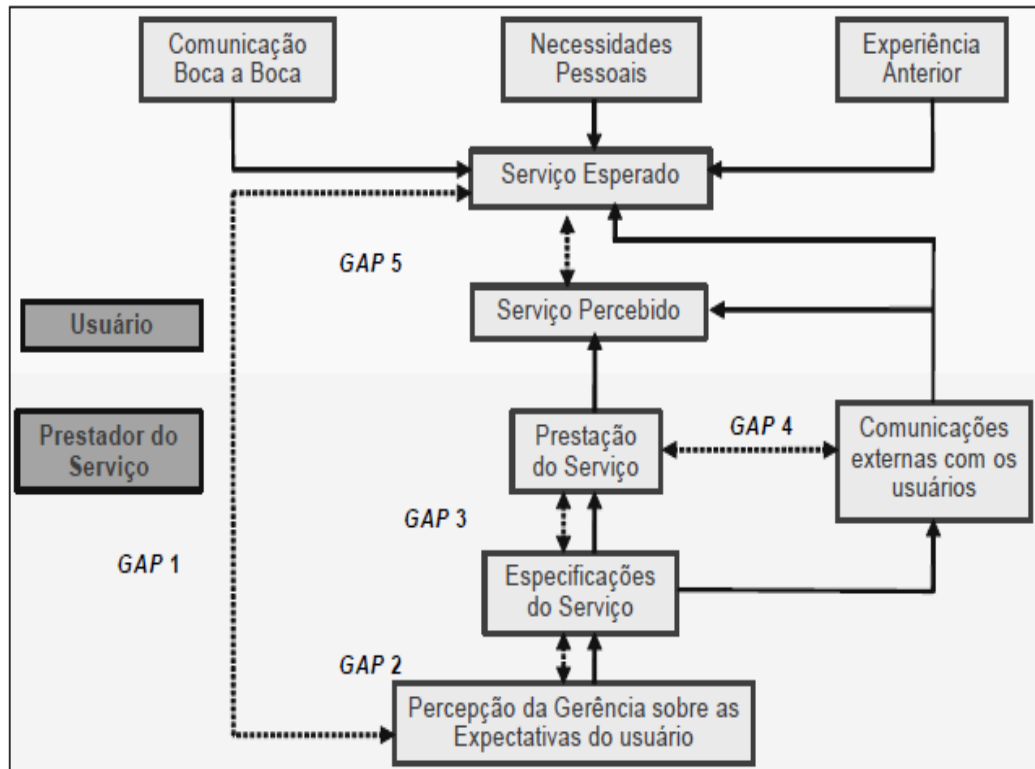 Comunicação
Boca a Boca
Necessidades
Pessoais
Experiência
Anterior
Serviço Esperado
GAP 5
Serviço Percebido
Usuário
Prestador do
Serviço
Prestação
do Serviço
GAP 4
Comunicações
externas com os
usuários
GAP 3
GAP 1
Especificações
do Serviço
GAP 2
Percepção da Gerência sobre as
Expectativas do usuário